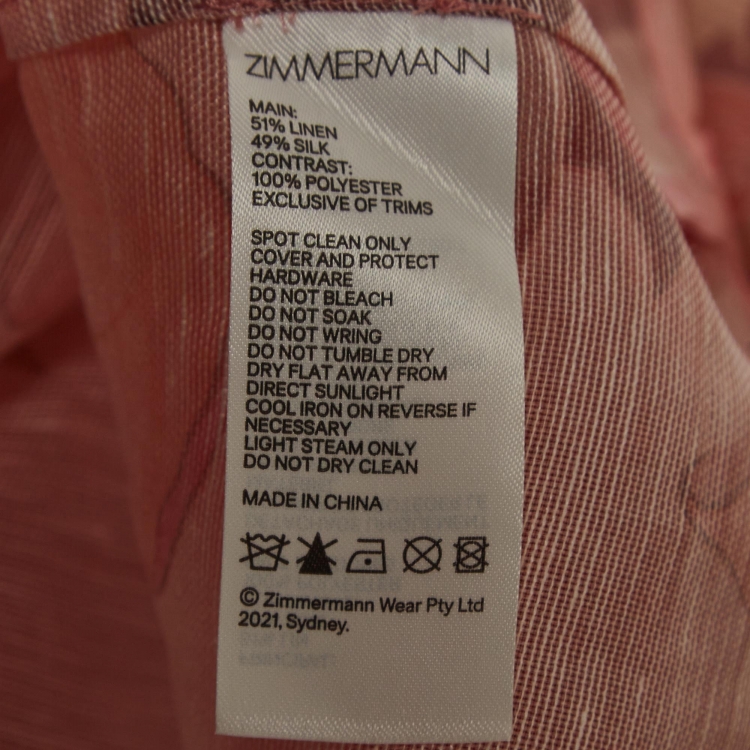 ZIMMERMANN
MAIN:
51% LINEN
49% SILK
CONTRAST:
100% POLYESTER
EXCLUSIVE OF TRIMS
SPOT CLEAN ONLY
COVER AND PROTECT
HARDWARE
DO NOT BLEACH
DO NOT SOAK
DO NOT WRING
DO NOT TUMBLE DRY
DRY FLAT AWAY FROM
DIRECT SUNLIGHT
COOL IRON ON REVERSE IF
NECESSARY
LIGHT STEAM ONLY
DO NOT DRY CLEAN
MADE IN CHINA
© Zimmermann Wear Pty Ltd
2021, Sydney.